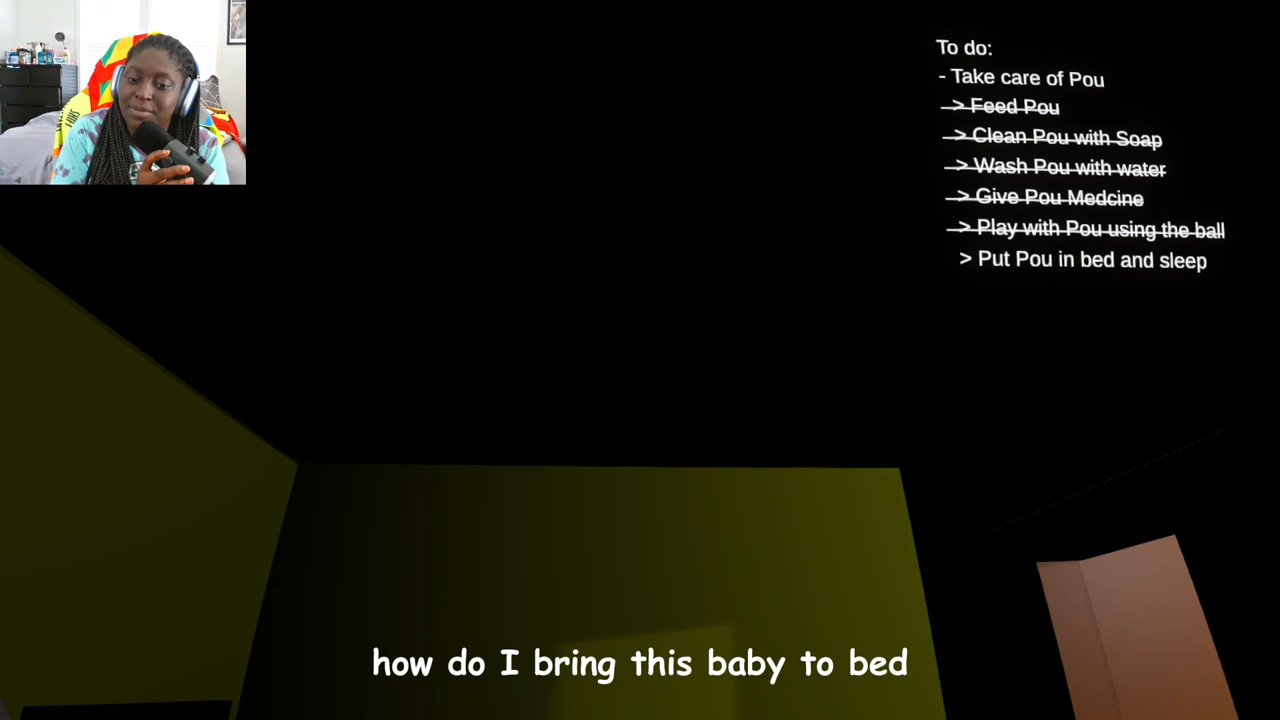 To do:
- Take care of Pou
> Feed Pou
> Clean Pou with Soap
> Wash Pou with water
> Give Pou Medcine
> Play with Pou using the ball
> Put Pou in bed and sleep
how do I bring this baby to bed